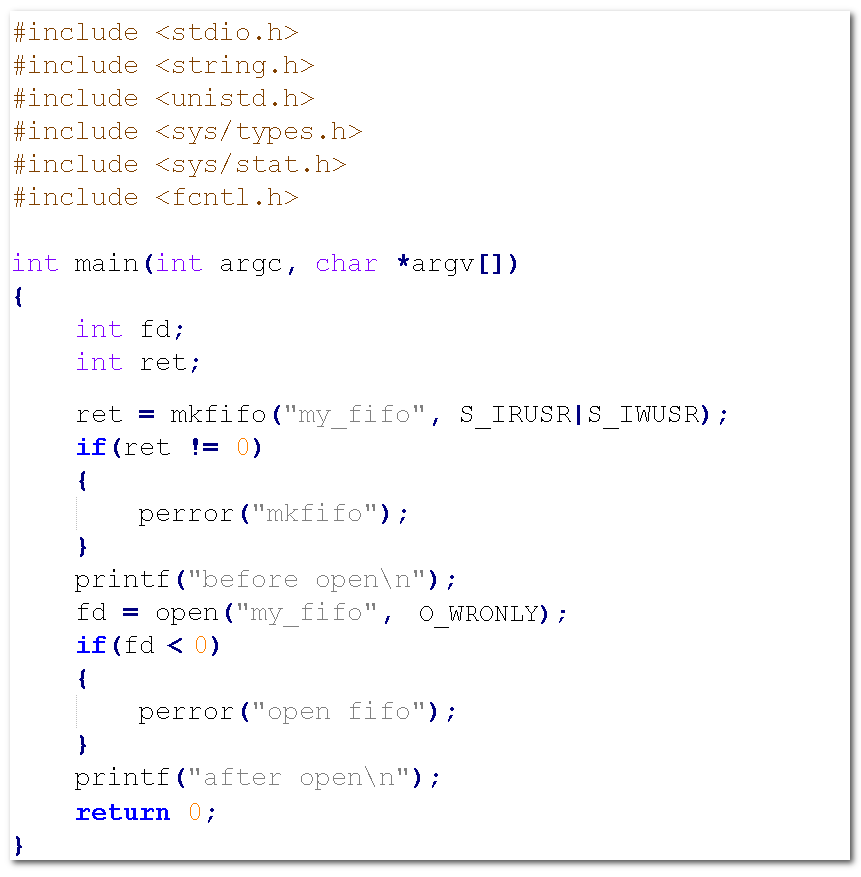 #include <stdio.h>
#include <string.h>
#include <unistd.h>
#include <sys/types.h>
#include <sys/stat.h>
#include <fcntl.h>
int main(int argc, char *argv[])
{
    int fd;
    int ret;
    ret = mkfifo("my_fifo", S_IRUSR|S_IWUSR);
    if(ret != 0)
    {
        perror("mkfifo");
    }
    printf("before open\n");
    fd = open("my_fifo", O_WRONLY);
    if(fd < 0)
    {
        perror("open fifo");
    }
    printf("after open\n");
    return 0;
}